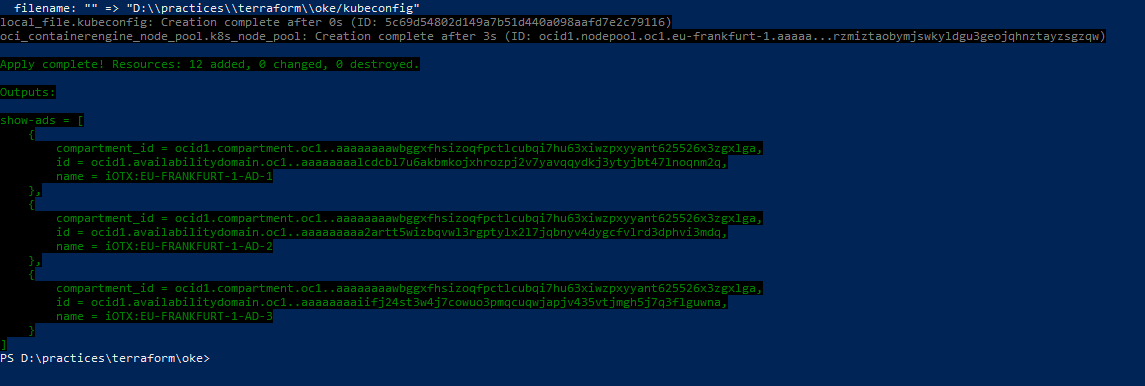 filename: "" => "D:\\practices\\terraform\\oke/kubeconfig"
local_file.kubeconfig: Creation complete after 0s (ID: 5c69d54802d149a7b51d440a098aafd7e2c79116)
oci_containerengine_node_pool.k8s_node_pool: Creation complete after 3s (ID: ocid1.nodepool.oc1.eu-frankfurt-1.aaaaa...rzmiztaobymjswkyldgu3geojqhnztayzsgzqw)
Apply complete! Resources: 12 added, 0 changed, 0 destroyed.
Outputs:
show-ads = [
{
compartment_id = ocid1.compartment.oc1..aaaaaaaawbggxfhsizoqfpctlcubqi7hu63xiwzpxyyant625526x3zgxlga,
id = ocid1.availabilitydomain.oc1..aaaaaaaalcdcbl7u6akbmkojxhrozpj2v7yavqqydkj3ytyjbt47lnoqnm2q,
name = iOTX:EU-FRANKFURT-1-AD-1
},
{
compartment_id = ocid1.compartment.oc1..aaaaaaaawbggxfhsizoqfpctlcubqi7hu63xiwzpxyyant625526x3zgxlga,
id = ocid1.availabilitydomain.oc1..aaaaaaaaa2artt5wizbqvwl3rgptylx2l7jqbnyv4dygcfvlrd3dphvi3mdq,
name = iOTX:EU-FRANKFURT-1-AD-2
},
{
compartment_id = ocid1.compartment.oc1..aaaaaaaawbggxfhsizoqfpctlcubqi7hu63xiwzpxyyant625526x3zgxlga,
id = ocid1.availabilitydomain.oc1..aaaaaaaaiifj24st3w4j7cowuo3pmqcuqwjapjv435vtjmgh5j7q3flguwna,
name = iOTX:EU-FRANKFURT-1-AD-3
}
]
PS D:\practices\terraform\oke>